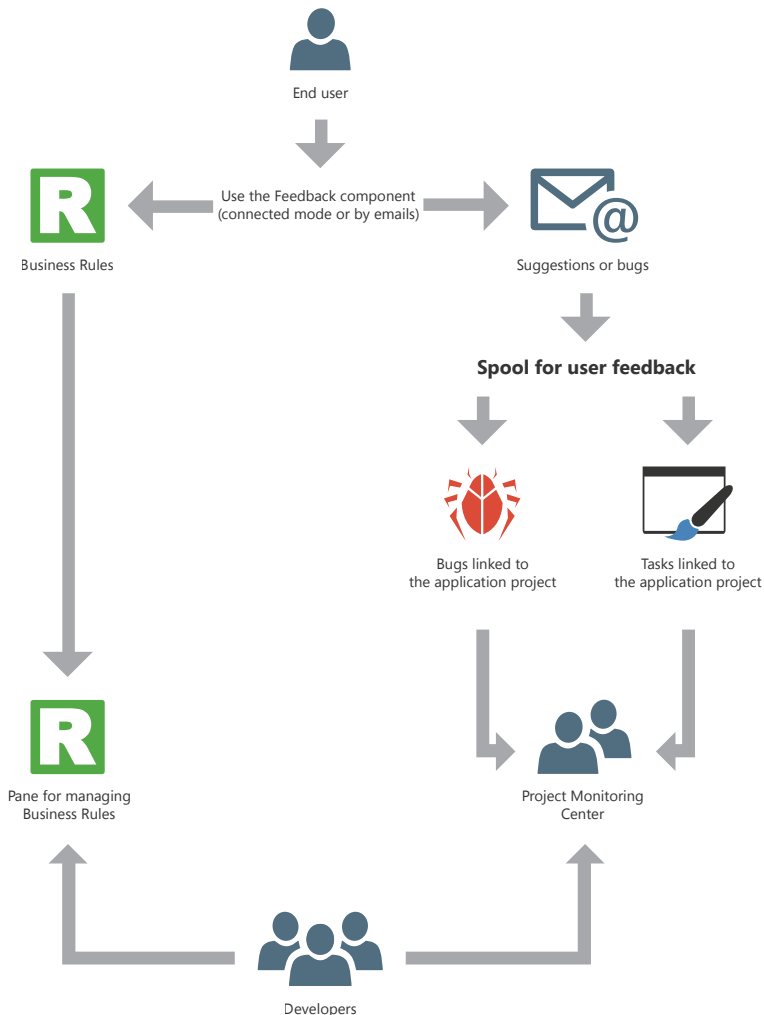 End user
Use the Feedback component
(connected mode or by emails)
R
Business Rules
@
Suggestions or bugs
Spool for user feedback
Bugs linked to
the application project
Tasks linked to
the application project
R
Pane for managing
Business Rules
Project Monitoring
Center
Developers